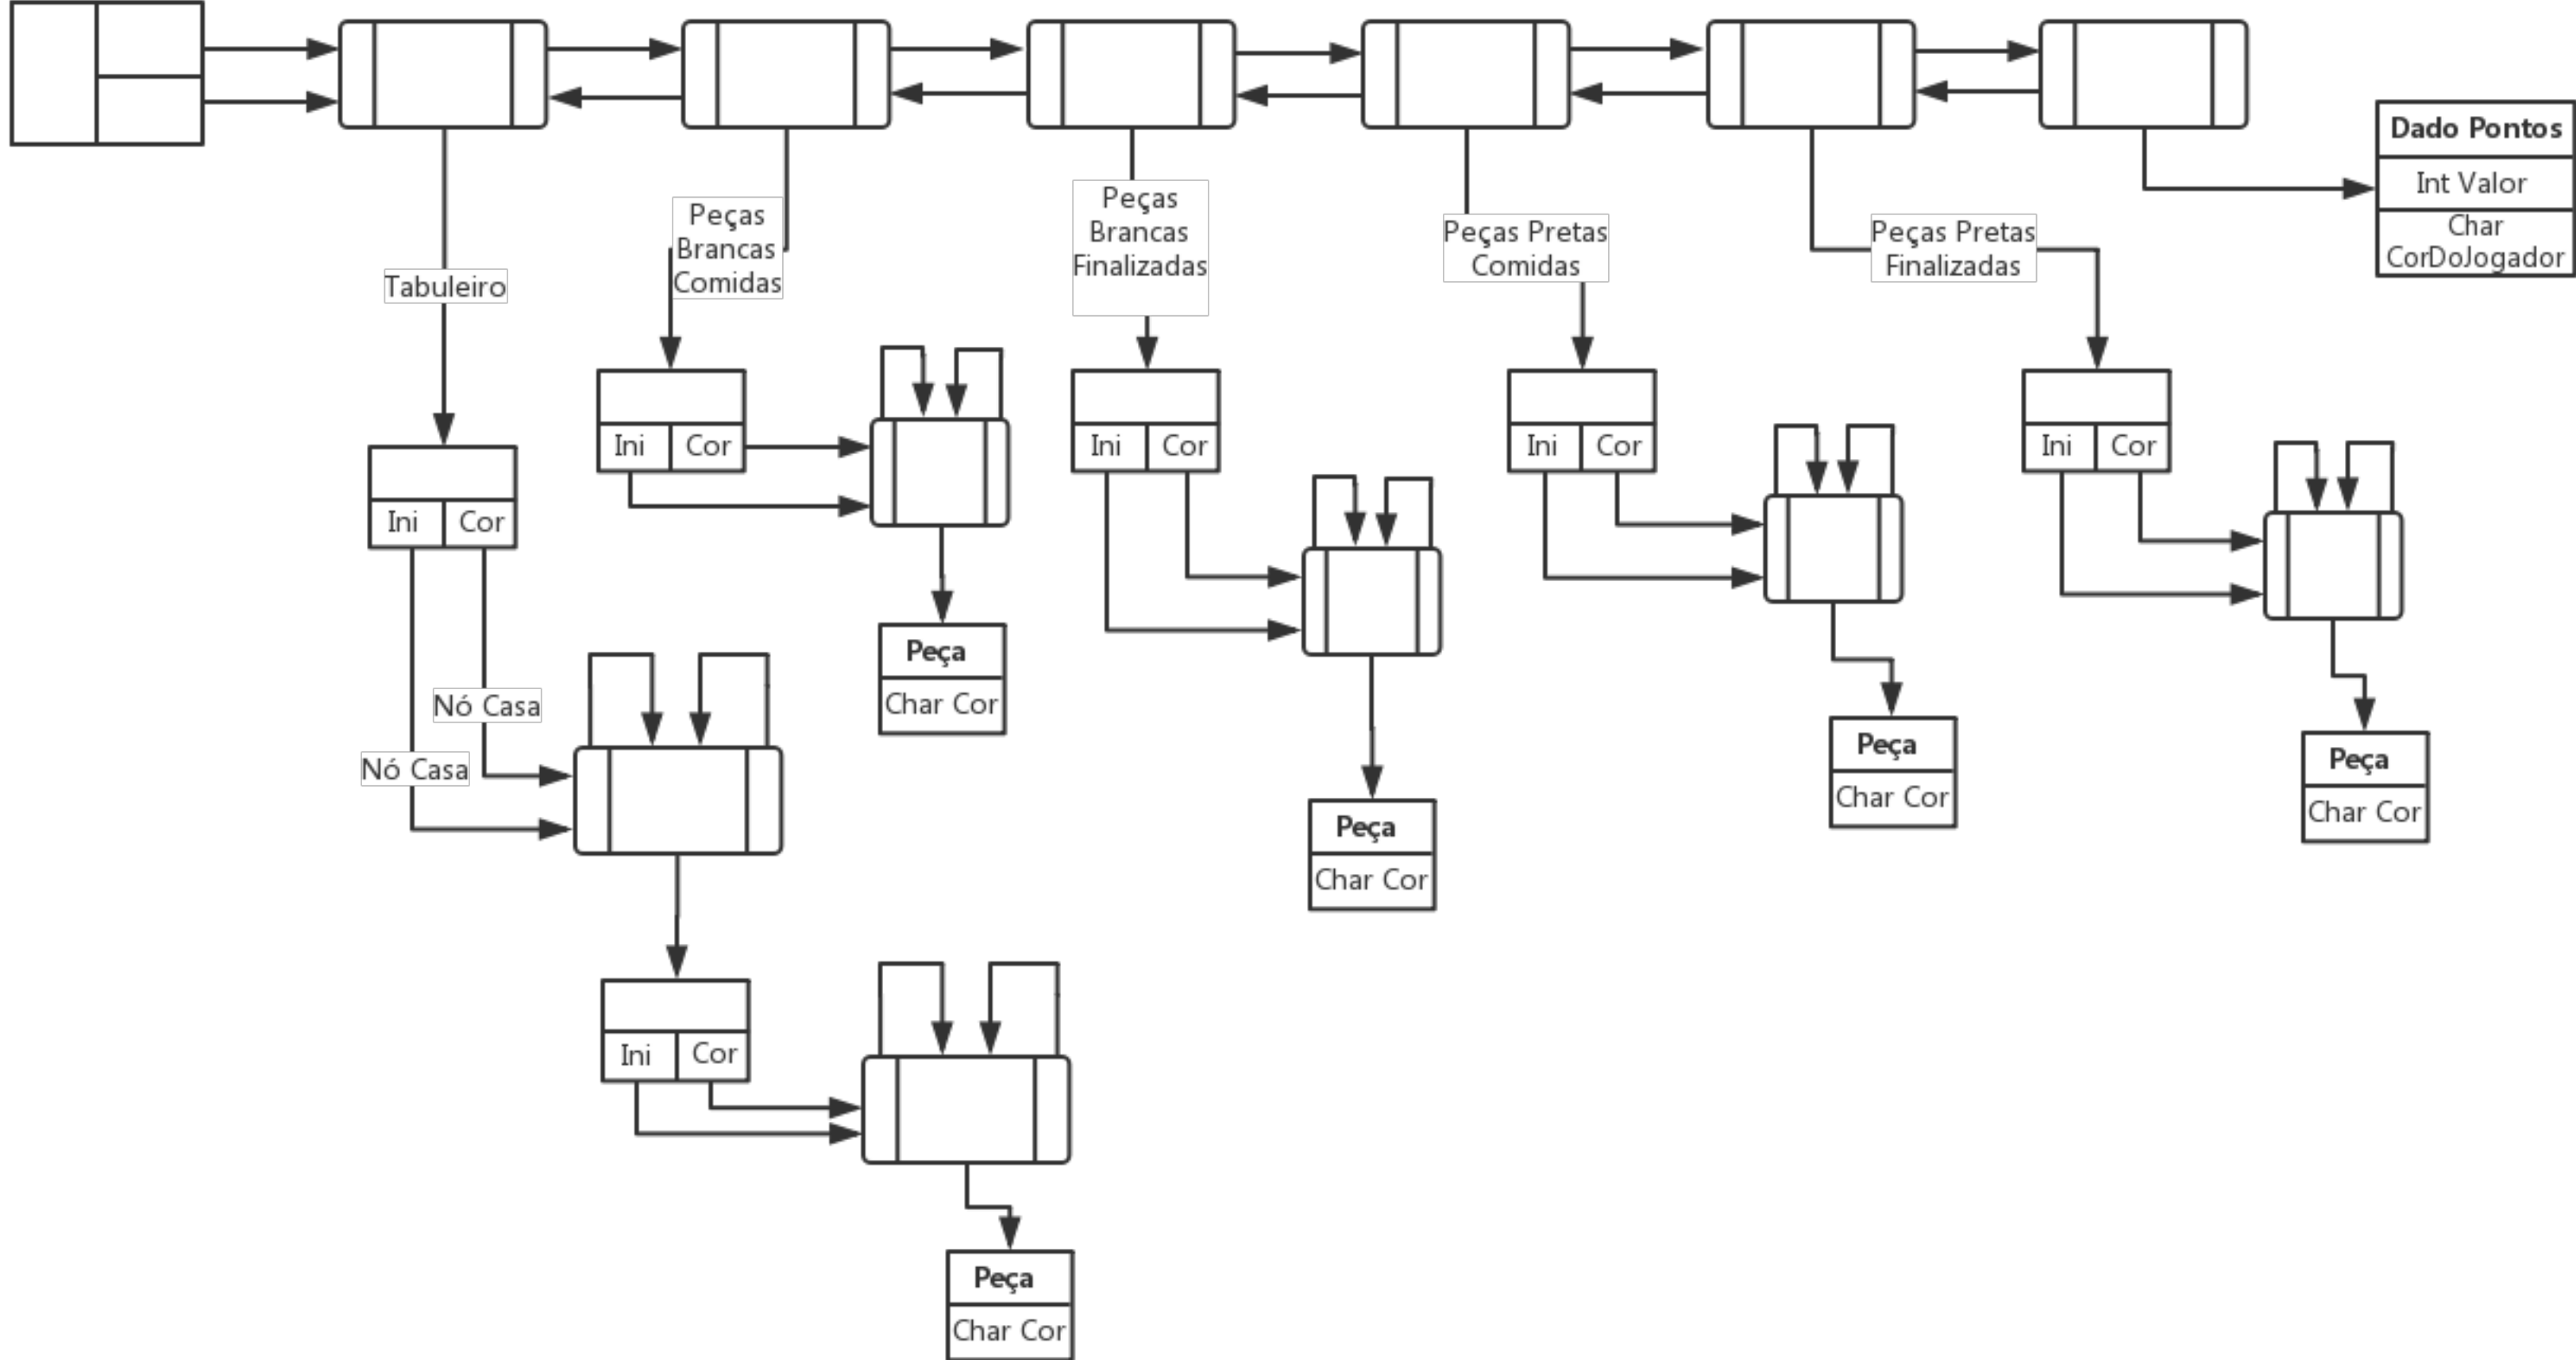 Dado Pontos
Int Valor
Char
CorDoJogador
Peças
Brancas
Comidas
Peças
Brancas
Finalizadas
Peças Pretas
Comidas
Peças Pretas
Finalizadas
Tabuleiro
Ini Cor
Ini Cor
Ini Cor
Ini Cor
Ini Cor
Peça
Char Cor
Nó Casa
Nó Casa
Peça
Char Cor
Peça
Char Cor
Peça
Char Cor
Ini Cor
Peça
Char Cor